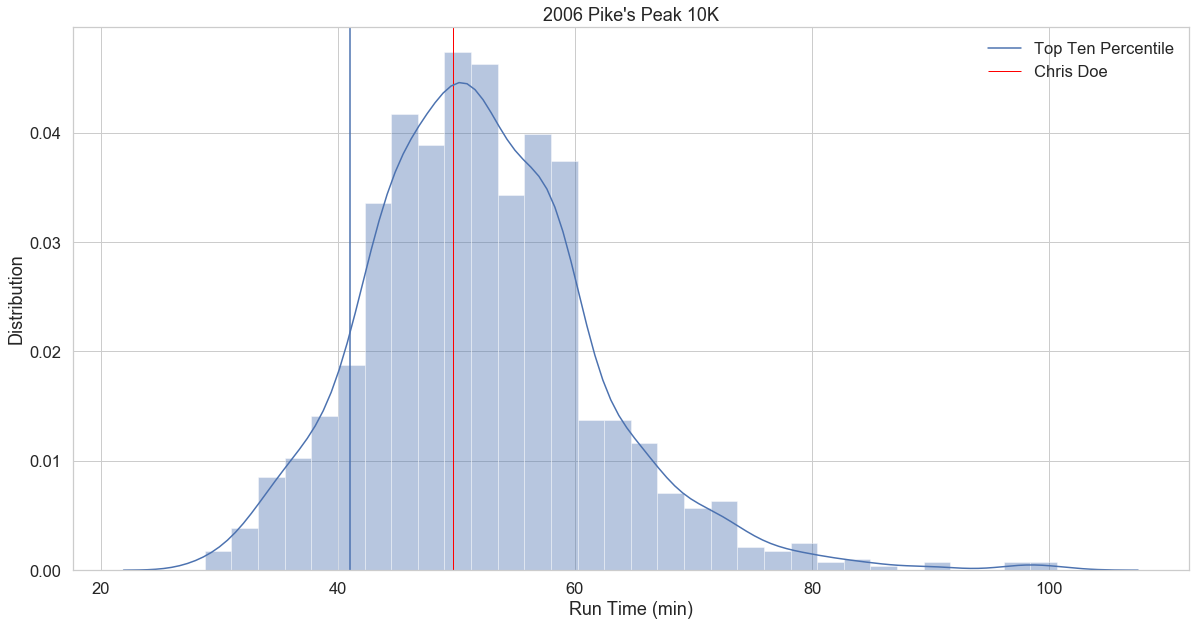 2006 Pike's Peak 10K
Top Ten Percentile
Chris Doe
Distribution
0.04
0.03
0.02
0.01
0.00
20 40 60 80 100
Run Time (min)